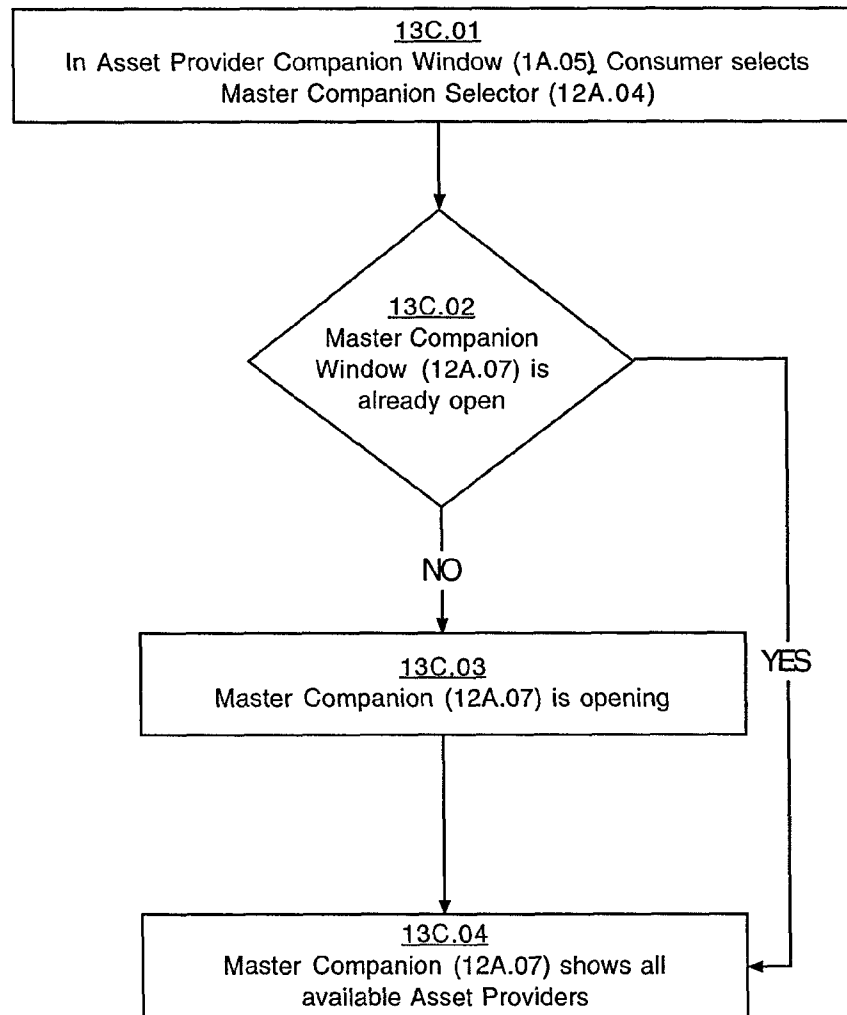 13C.01
In Asset Provider Companion Window (1A.05), Consumer selects
Master Companion Selector (12A.04)
13C.02
Master Companion
Window (12A.07) is
already open
NO
13C.03
Master Companion (12A.07) is opening
YES
13C.04
Master Companion (12A.07) shows all
available Asset Providers